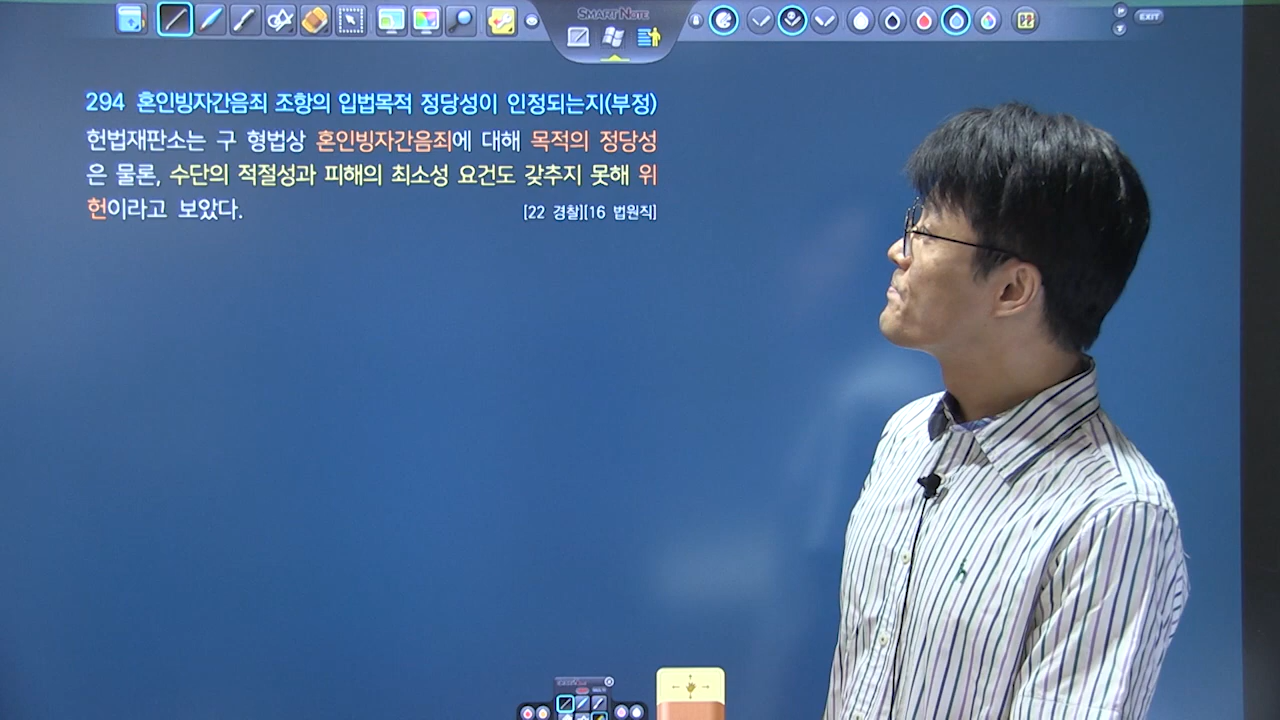 SMART NOTE
EXIT
294 혼인빙자간음죄 조항의 입법목적 정당성이 인정되는지(부정)
헌법재판소는 구 형법상 혼인빙자간음죄에 대해 목적의 정당성
은 물론, 수단의 적절성과 피해의 최소성 요건도 갖추지 못해 위
헌이라고 보았다. [22 경찰][16 법원직]